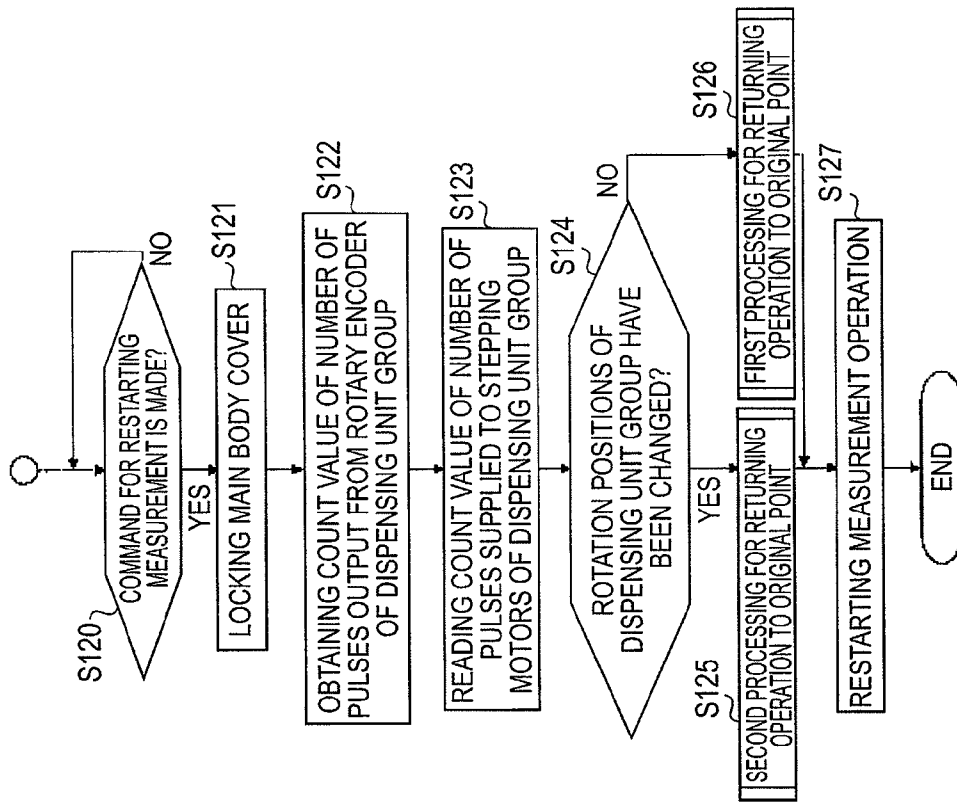 S120
COMMAND FOR RESTARTING
MEASUREMENT IS MADE?
NO
YES
S121
LOCKING MAIN BODY COVER
S122
OBTAINING COUNT VALUE OF NUMBER OF
PULSES OUTPUT FROM ROTARY ENCODER
OF DISPENSING UNIT GROUP
S123
READING COUNT VALUE OF NUMBER OF
PULSES SUPPLIED TO STEPPING
MOTORS OF DISPENSING UNIT GROUP
S124
ROTATION POSITIONS OF
DISPENSING UNIT GROUP HAVE
BEEN CHANGED?
NO
YES
S125
SECOND PROCESSING FOR RETURNING
OPERATION TO ORIGINAL POINT
S126
FIRST PROCESSING FOR RETURNING
OPERATION TO ORIGINAL POINT
S127
RESTARTING MEASUREMENT OPERATION
END